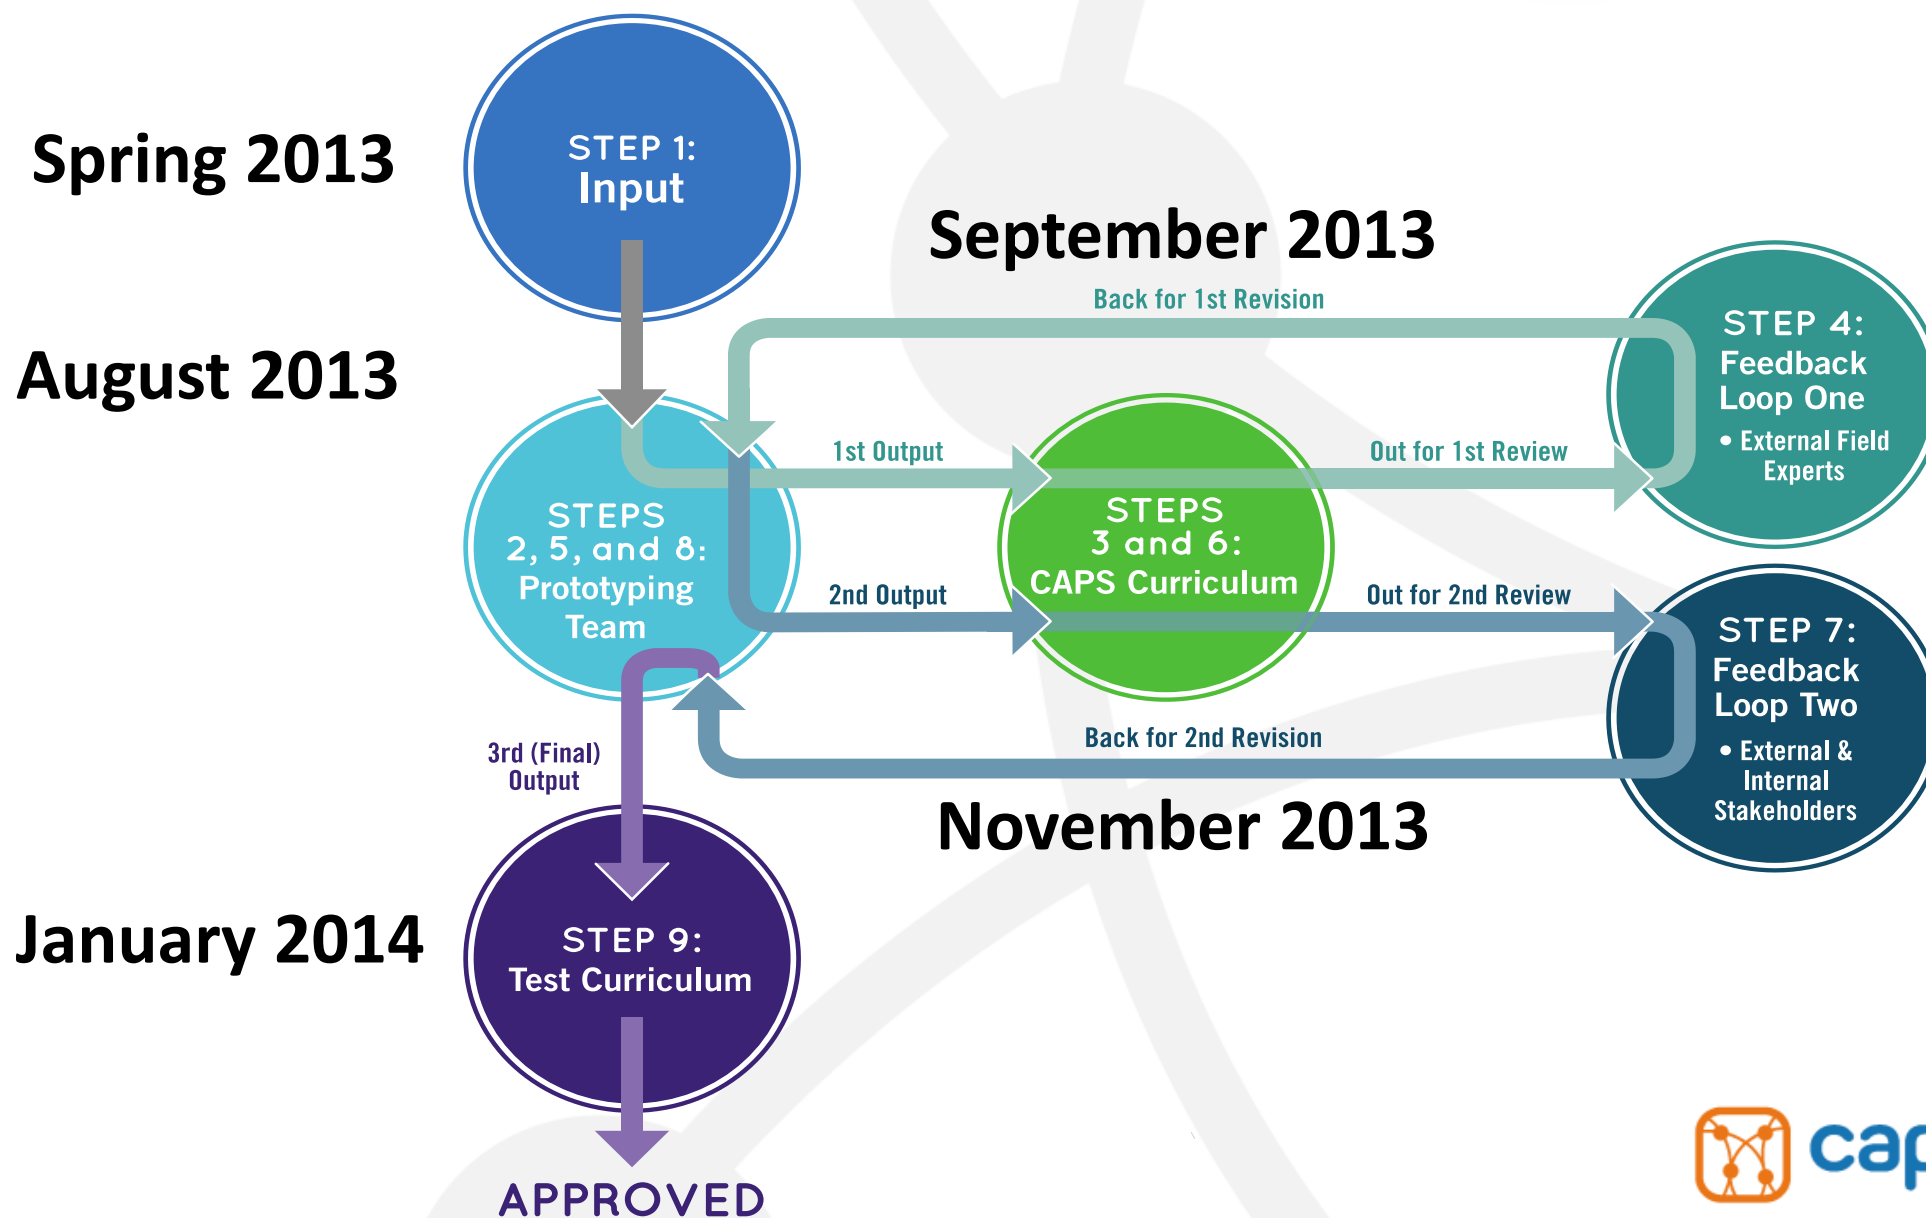 Spring 2013
STEP 1:
Input
September 2013
Back for 1st Revision
STEP 4:
Feedback
Loop One
• External Field
Experts
August 2013
1st Output
Out for 1st Review
STEPS
2, 5, and 8:
Prototyping
Team
STEPS
3 and 6:
CAPS Curriculum
2nd Output
Out for 2nd Review
STEP 7:
Feedback
Loop Two
• External &
Internal
Stakeholders
Back for 2nd Revision
3rd (Final)
Output
November 2013
January 2014
STEP 9:
Test Curriculum
APPROVED
cap